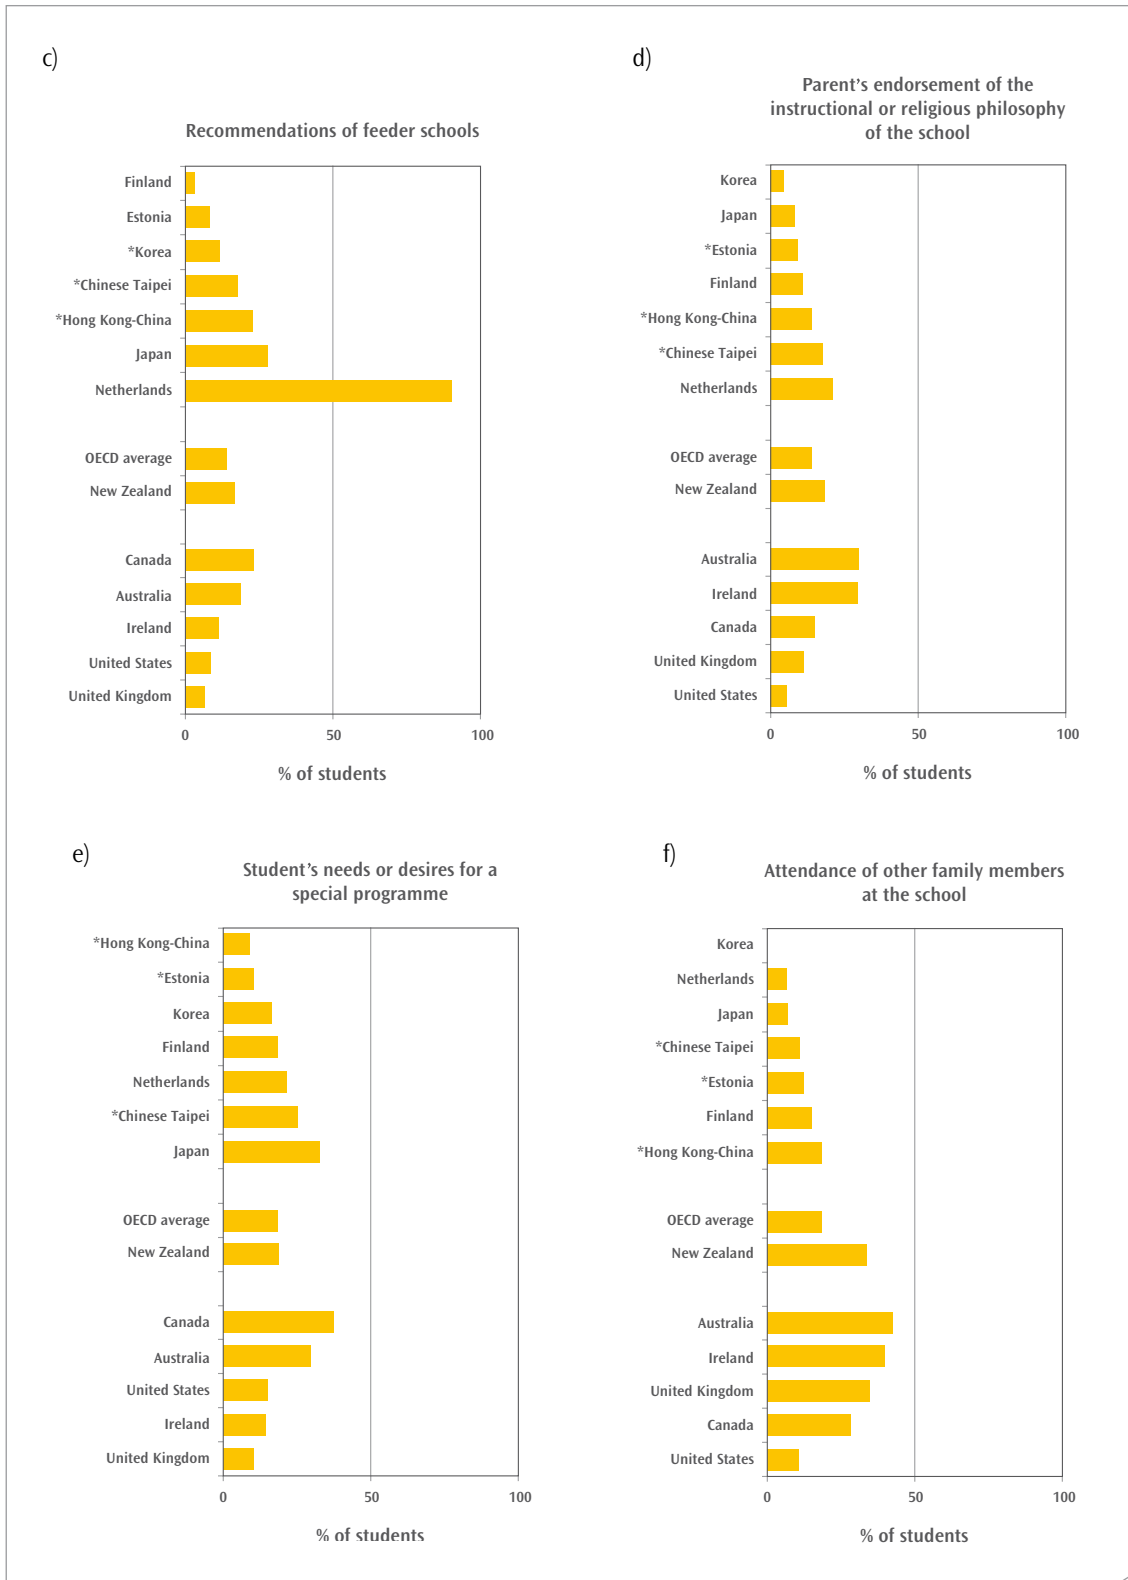 c)
Recommendations of feeder schools
Finland
Estonia
*Korea
*Chinese Taipei
*Hong Kong-China
Japan
Netherlands
OECD average
New Zealand
Canada
Australia
Ireland
United States
United Kingdom
0 50 100
% of students
d)
Parent's endorsement of the
instructional or religious philosophy
of the school
Korea
Japan
*Estonia
Finland
*Hong Kong-China
*Chinese Taipei
Netherlands
OECD average
New Zealand
Australia
Ireland
Canada
United Kingdom
United States
0 50 100
% of students
e)
Student's needs or desires for a
special programme
*Hong Kong-China
*Estonia
Korea
Finland
Netherlands
*Chinese Taipei
Japan
OECD average
New Zealand
Canada
Australia
United States
Ireland
United Kingdom
0 50 100
% of students
f)
Attendance of other family members
at the school
Korea
Netherlands
Japan
*Chinese Taipei
*Estonia
Finland
*Hong Kong-China
OECD average
New Zealand
Australia
Ireland
United Kingdom
Canada
United States
0 50 100
% of students